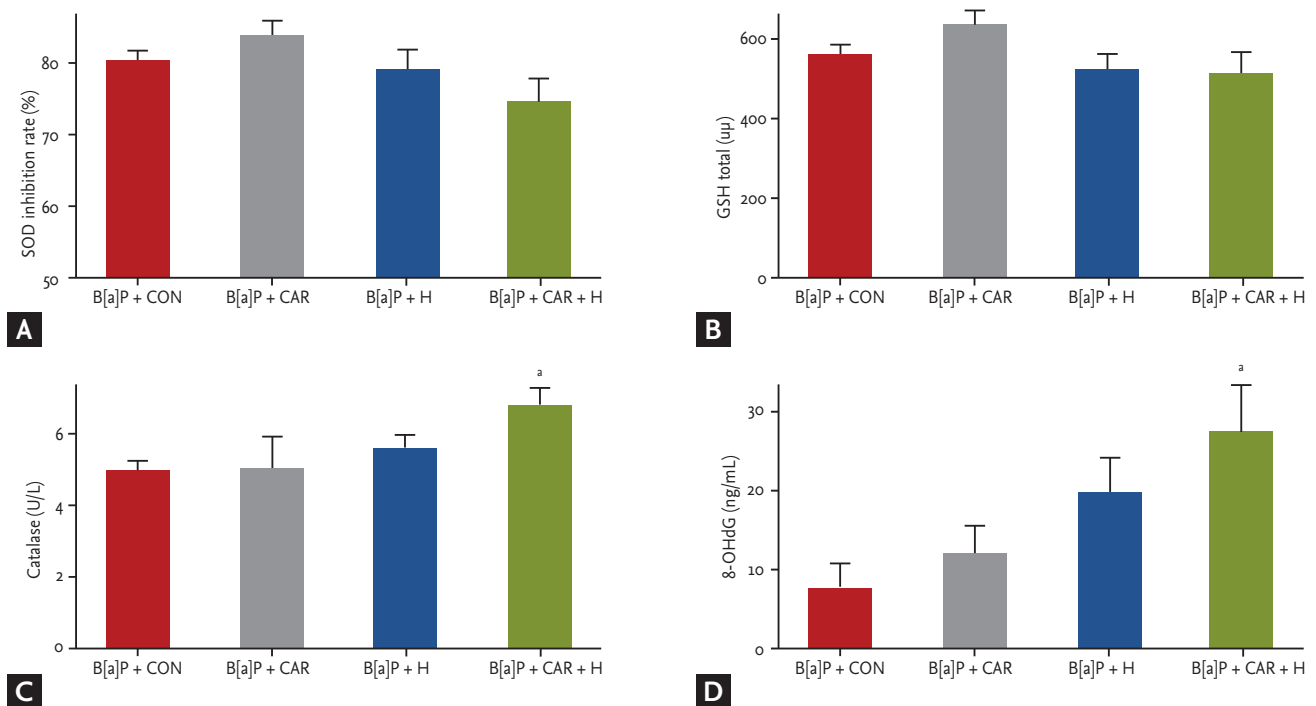 SOD inhibition rate (%)
80
70
60
50
B[a]P + CON
B[a]P + CAR
B[a]P + H
B[a]P + CAR + H
A
GSH total (uµ)
600
400
200
0
B[a]P + CON
B[a]P + CAR
B[a]P + H
B[a]P + CAR + H
B
Catalase (U/L)
6
4
2
0
a
B[a]P + CON
B[a]P + CAR
B[a]P + H
B[a]P + CAR + H
C
8-OHdG (ng/mL)
30
20
10
0
a
B[a]P + CON
B[a]P + CAR
B[a]P + H
B[a]P + CAR + H
D